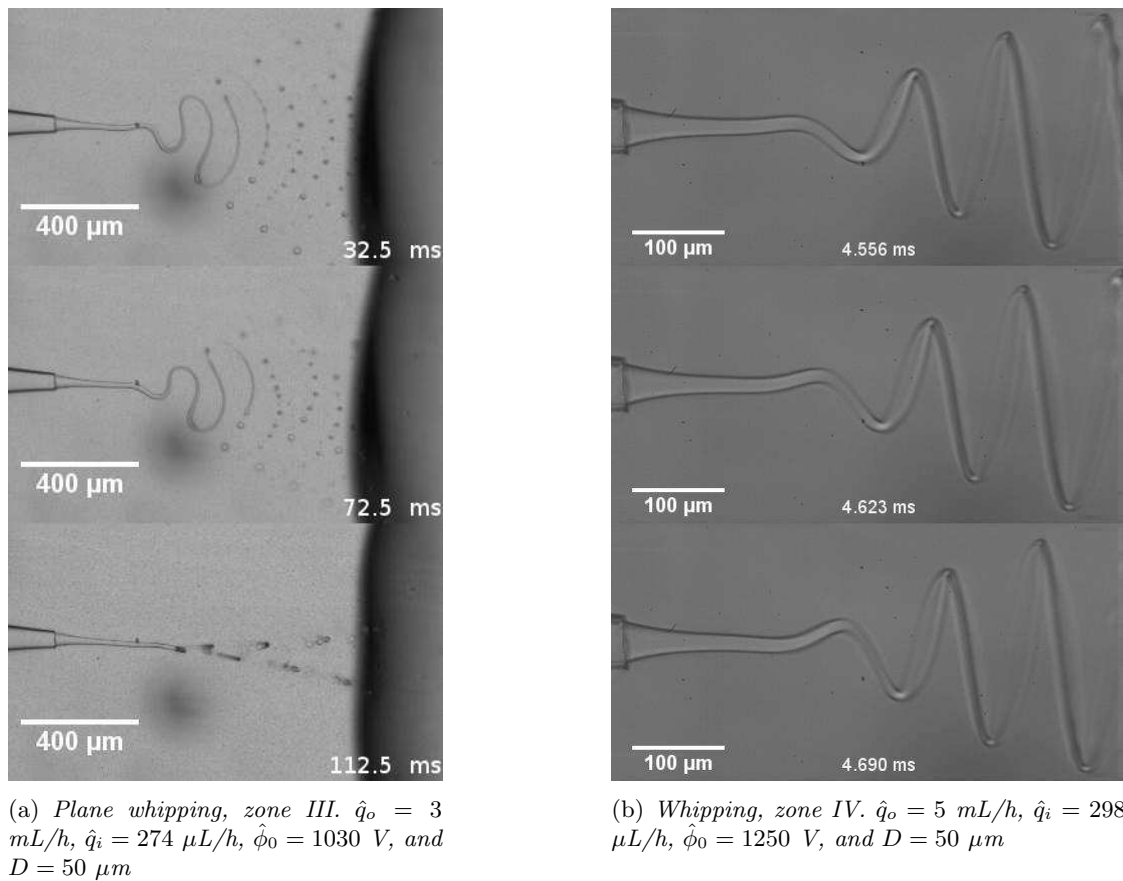 400 µm
32.5 ms
400 µm
72.5 ms
400 µm
112.5 ms
(a) Plane whipping, zone III. q̂ₒ = 3
mL/h, q̂ᵢ = 274 µL/h, ϕ̂₀ = 1030 V, and
D = 50 µm
100 µm
4.556 ms
100 µm
4.623 ms
100 µm
4.690 ms
(b) Whipping, zone IV. q̂ₒ = 5 mL/h, q̂ᵢ = 298
µL/h, ϕ̂₀ = 1250 V, and D = 50 µm